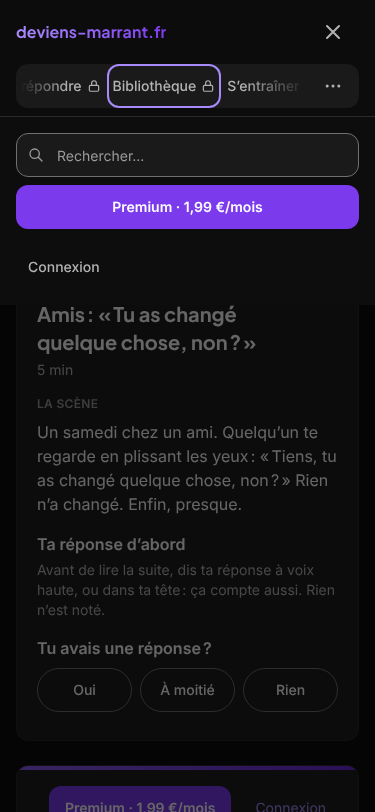 deviens-marrant.fr
répondre
Bibliothèque
S'entraîner
Rechercher…
Premium · 1,99 €/mois
Connexion
Amis : « Tu as changé
quelque chose, non ? »
5 min
LA SCÈNE
Un samedi chez un ami. Quelqu'un te
regarde en plissant les yeux : « Tiens, tu
as changé quelque chose, non ? » Rien
n'a changé. Enfin, presque.
Ta réponse d'abord
Avant de lire la suite, dis ta réponse à voix
haute, ou dans ta tête : ça compte aussi. Rien
n'est noté.
Tu avais une réponse ?
Oui
À moitié
Rien
Premium · 1,99 €/mois
Connexion